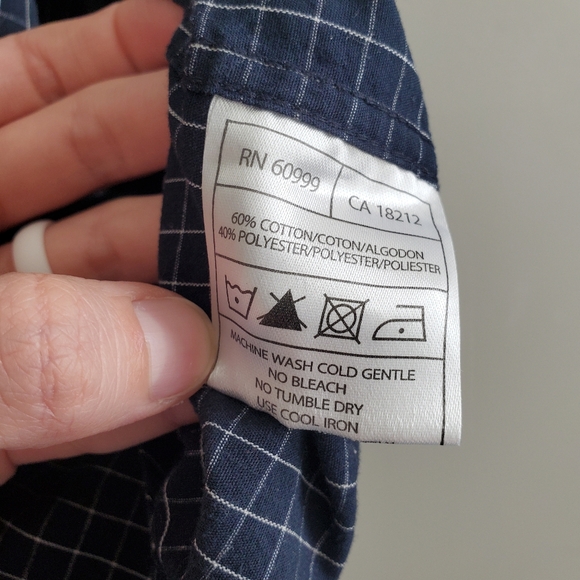 RN 60999
CA 18212
60% COTTON/COTON/ALGODON
40% POLYESTER/POLYESTER/POLIESTER
MACHINE WASH COLD GENTLE
NO BLEACH
NO TUMBLE DRY
USE COOL IRON